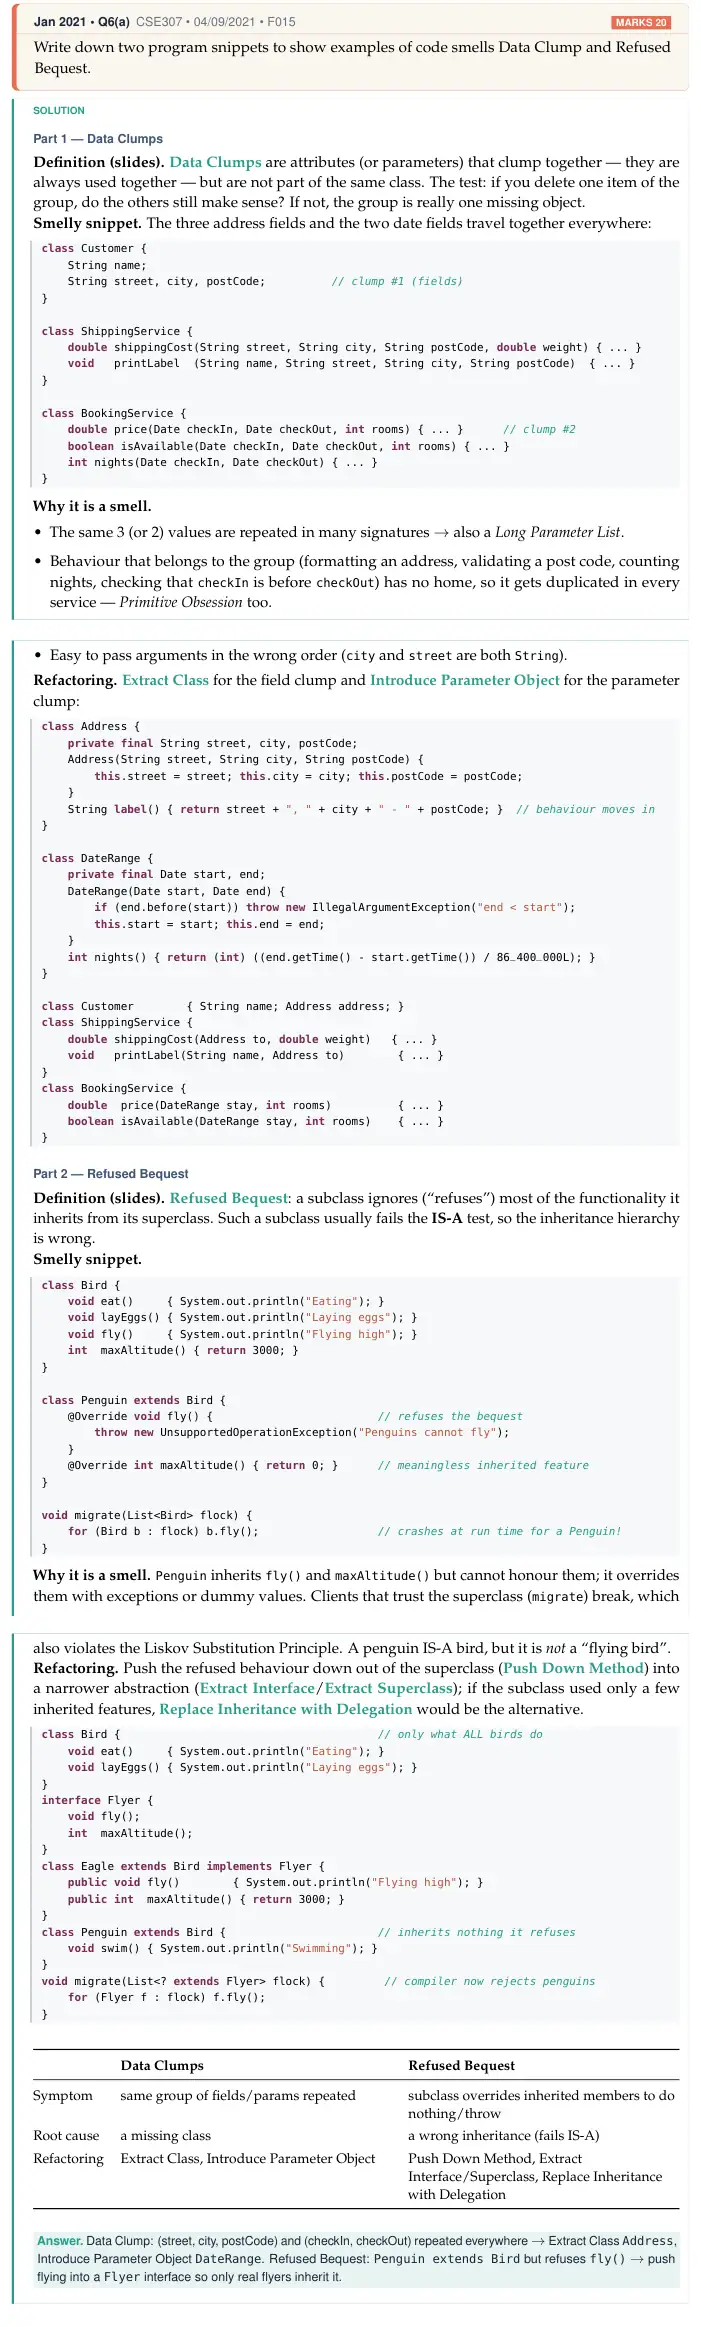 Jan 2021 • Q6(a) CSE307 • 04/09/2021 • F015
MARKS 20
Write down two program snippets to show examples of code smells Data Clump and Refused
Bequest.
SOLUTION
Part 1 — Data Clumps
Definition (slides). Data Clumps are attributes (or parameters) that clump together — they are
always used together — but are not part of the same class. The test: if you delete one item of the
group, do the others still make sense? If not, the group is really one missing object.
Smelly snippet. The three address fields and the two date fields travel together everywhere:
class Customer {
    String name;
    String street, city, postCode;          // clump #1 (fields)
}
class ShippingService {
    double shippingCost(String street, String city, String postCode, double weight) { ... }
    void   printLabel  (String name, String street, String city, String postCode)  { ... }
}
class BookingService {
    double price(Date checkIn, Date checkOut, int rooms) { ... }      // clump #2
    boolean isAvailable(Date checkIn, Date checkOut, int rooms) { ... }
    int nights(Date checkIn, Date checkOut) { ... }
}
Why it is a smell.
• The same 3 (or 2) values are repeated in many signatures → also a Long Parameter List.
• Behaviour that belongs to the group (formatting an address, validating a post code, counting
nights, checking that checkIn is before checkOut) has no home, so it gets duplicated in every
service — Primitive Obsession too.
• Easy to pass arguments in the wrong order (city and street are both String).
Refactoring. Extract Class for the field clump and Introduce Parameter Object for the parameter
clump:
class Address {
    private final String street, city, postCode;
    Address(String street, String city, String postCode) {
        this.street = street; this.city = city; this.postCode = postCode;
    }
    String label() { return street + ", " + city + " - " + postCode; }  // behaviour moves in
}
class DateRange {
    private final Date start, end;
    DateRange(Date start, Date end) {
        if (end.before(start)) throw new IllegalArgumentException("end < start");
        this.start = start; this.end = end;
    }
    int nights() { return (int) ((end.getTime() - start.getTime()) / 86_400_000L); }
}
class Customer        { String name; Address address; }
class ShippingService {
    double shippingCost(Address to, double weight)   { ... }
    void   printLabel(String name, Address to)        { ... }
}
class BookingService {
    double  price(DateRange stay, int rooms)          { ... }
    boolean isAvailable(DateRange stay, int rooms)    { ... }
}
Part 2 — Refused Bequest
Definition (slides). Refused Bequest: a subclass ignores (“refuses”) most of the functionality it
inherits from its superclass. Such a subclass usually fails the IS-A test, so the inheritance hierarchy
is wrong.
Smelly snippet.
class Bird {
    void eat()     { System.out.println("Eating"); }
    void layEggs() { System.out.println("Laying eggs"); }
    void fly()     { System.out.println("Flying high"); }
    int  maxAltitude() { return 3000; }
}
class Penguin extends Bird {
    @Override void fly() {                         // refuses the bequest
        throw new UnsupportedOperationException("Penguins cannot fly");
    }
    @Override int maxAltitude() { return 0; }      // meaningless inherited feature
}
void migrate(List<Bird> flock) {
    for (Bird b : flock) b.fly();                  // crashes at run time for a Penguin!
}
Why it is a smell. Penguin inherits fly() and maxAltitude() but cannot honour them; it overrides
them with exceptions or dummy values. Clients that trust the superclass (migrate) break, which
also violates the Liskov Substitution Principle. A penguin IS-A bird, but it is not a “flying bird”.
Refactoring. Push the refused behaviour down out of the superclass (Push Down Method) into
a narrower abstraction (Extract Interface/Extract Superclass); if the subclass used only a few
inherited features, Replace Inheritance with Delegation would be the alternative.
class Bird {                                       // only what ALL birds do
    void eat()     { System.out.println("Eating"); }
    void layEggs() { System.out.println("Laying eggs"); }
}
interface Flyer {
    void fly();
    int  maxAltitude();
}
class Eagle extends Bird implements Flyer {
    public void fly()        { System.out.println("Flying high"); }
    public int  maxAltitude() { return 3000; }
}
class Penguin extends Bird {                       // inherits nothing it refuses
    void swim() { System.out.println("Swimming"); }
}
void migrate(List<? extends Flyer> flock) {         // compiler now rejects penguins
    for (Flyer f : flock) f.fly();
}
Data Clumps    Refused Bequest
Symptom    same group of fields/params repeated    subclass overrides inherited members to do
nothing/throw
Root cause    a missing class    a wrong inheritance (fails IS-A)
Refactoring    Extract Class, Introduce Parameter Object    Push Down Method, Extract
Interface/Superclass, Replace Inheritance
with Delegation
Answer. Data Clump: (street, city, postCode) and (checkIn, checkOut) repeated everywhere → Extract Class Address,
Introduce Parameter Object DateRange. Refused Bequest: Penguin extends Bird but refuses fly() → push
flying into a Flyer interface so only real flyers inherit it.